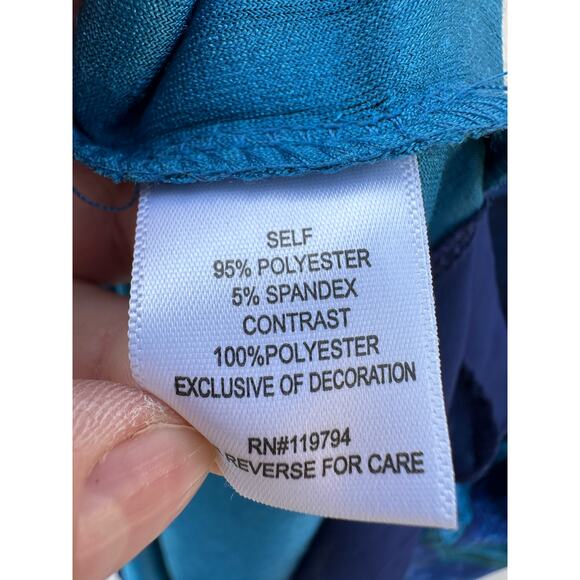 SELF
95% POLYESTER
5% SPANDEX
CONTRAST
100%POLYESTER
EXCLUSIVE OF DECORATION
RN#119794
REVERSE FOR CARE